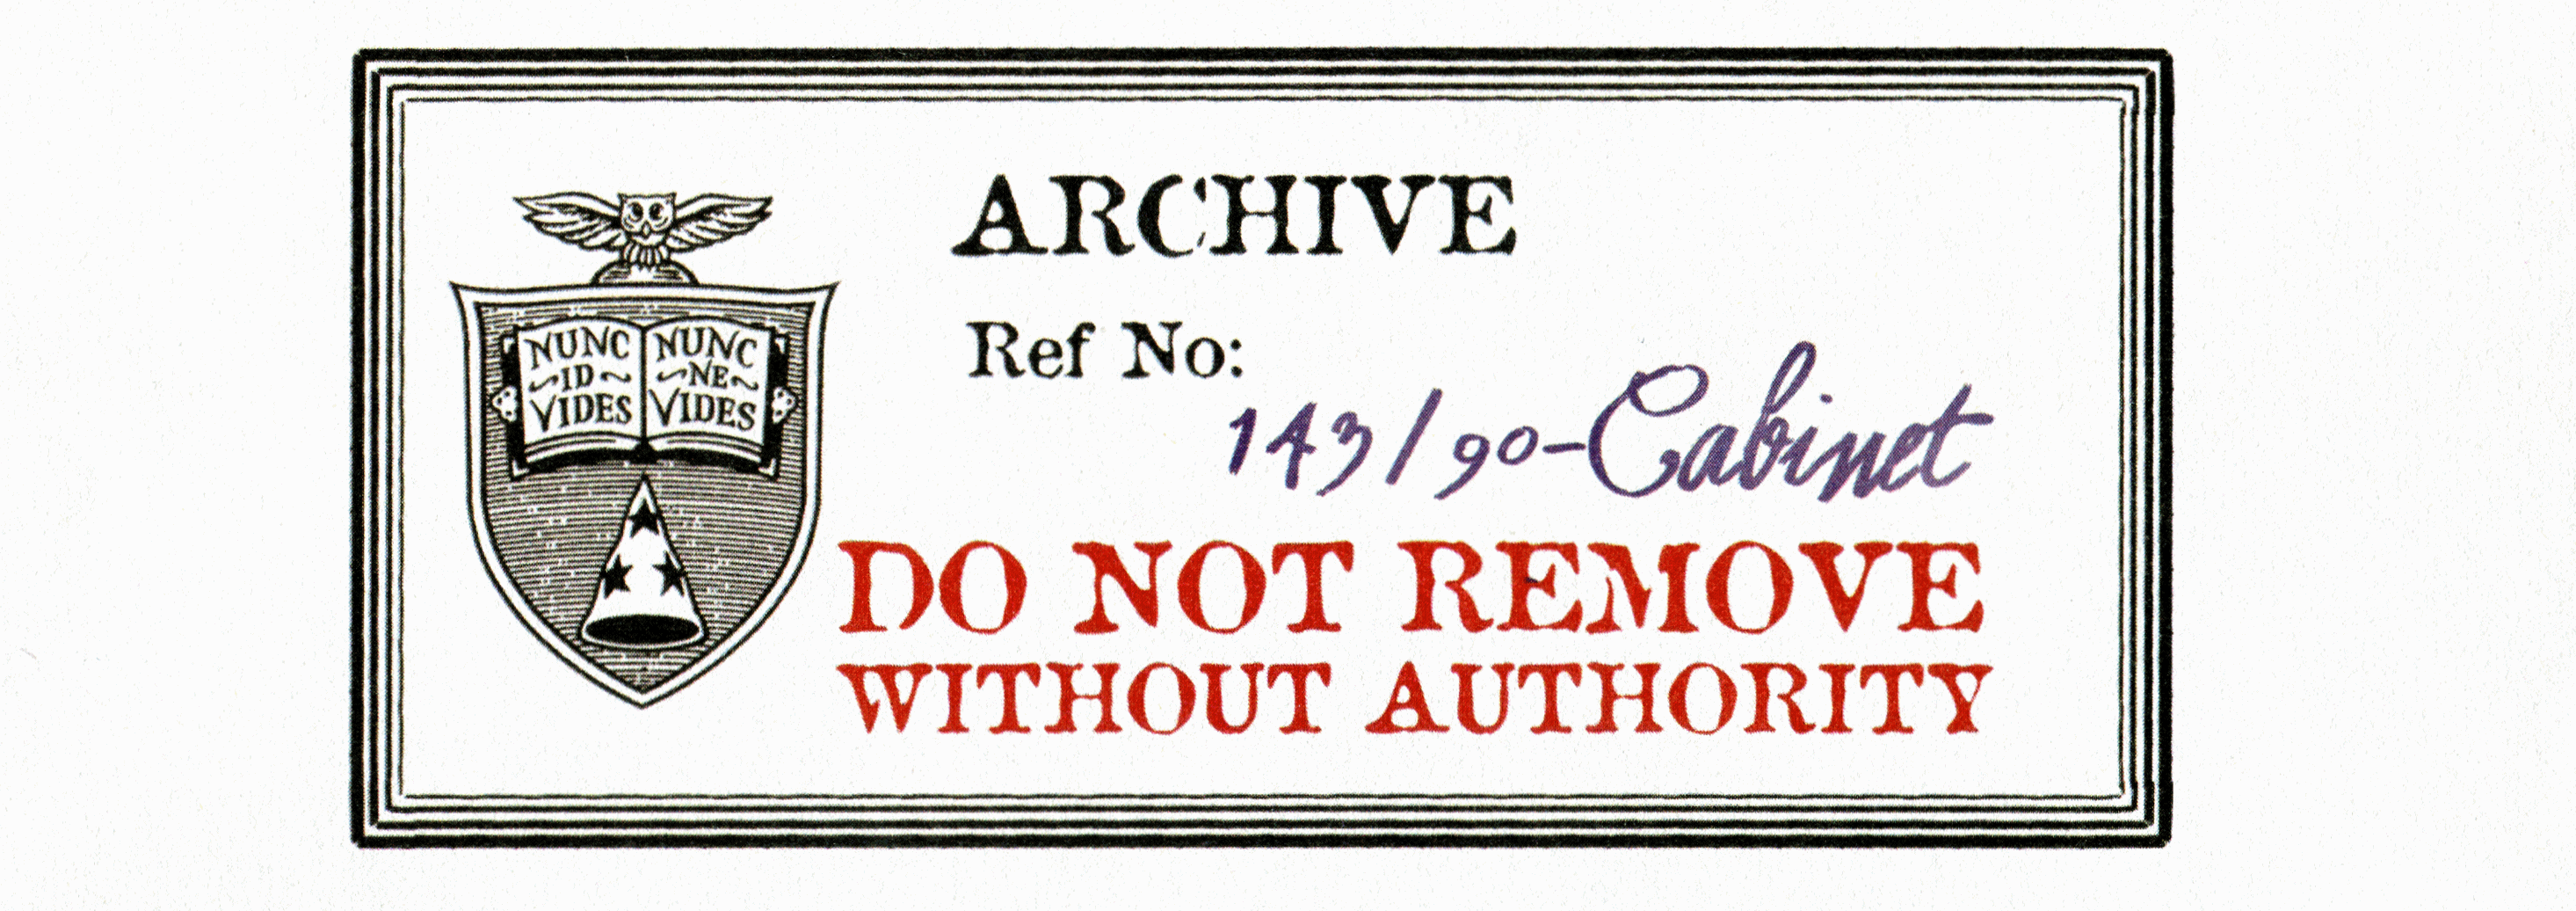 NUNC NUNC
~ID~ ~NE~
VIDES VIDES
ARCHIVE
Ref No:
143/90-Cabinet
DO NOT REMOVE
WITHOUT AUTHORITY